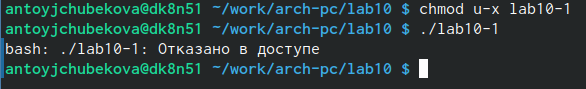 antoyjchubekova@dk8n51 ~/work/arch-pc/lab10 $ chmod u-x lab10-1
antoyjchubekova@dk8n51 ~/work/arch-pc/lab10 $ ./lab10-1
bash: ./lab10-1: Отказано в доступе
antoyjchubekova@dk8n51 ~/work/arch-pc/lab10 $